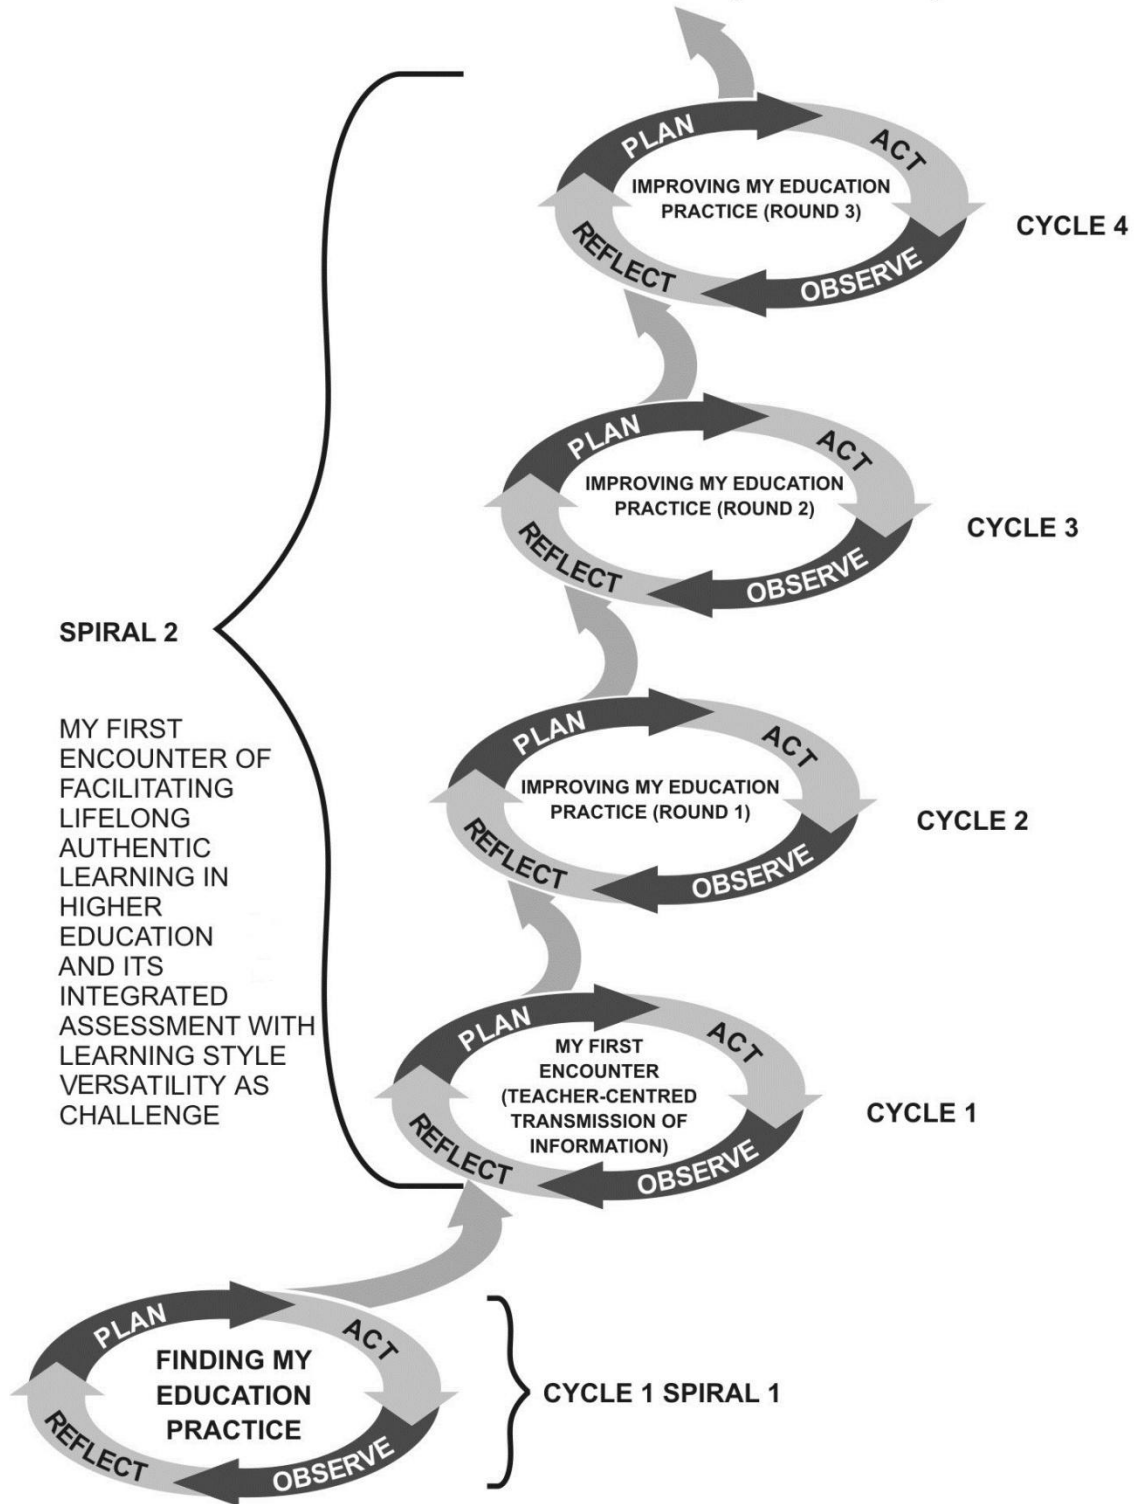 PLAN
ACT
IMPROVING MY EDUCATION
PRACTICE (ROUND 3)
REFLECT
OBSERVE
CYCLE 4
PLAN
ACT
IMPROVING MY EDUCATION
PRACTICE (ROUND 2)
REFLECT
OBSERVE
CYCLE 3
SPIRAL 2
MY FIRST
ENCOUNTER OF
FACILITATING
LIFELONG
AUTHENTIC
LEARNING IN
HIGHER
EDUCATION
AND ITS
INTEGRATED
ASSESSMENT WITH
LEARNING STYLE
VERSATILITY AS
CHALLENGE
PLAN
ACT
IMPROVING MY EDUCATION
PRACTICE (ROUND 1)
REFLECT
OBSERVE
CYCLE 2
PLAN
ACT
MY FIRST
ENCOUNTER
(TEACHER-CENTRED
TRANSMISSION OF
INFORMATION)
REFLECT
OBSERVE
CYCLE 1
PLAN
ACT
FINDING MY
EDUCATION
PRACTICE
REFLECT
OBSERVE
CYCLE 1 SPIRAL 1